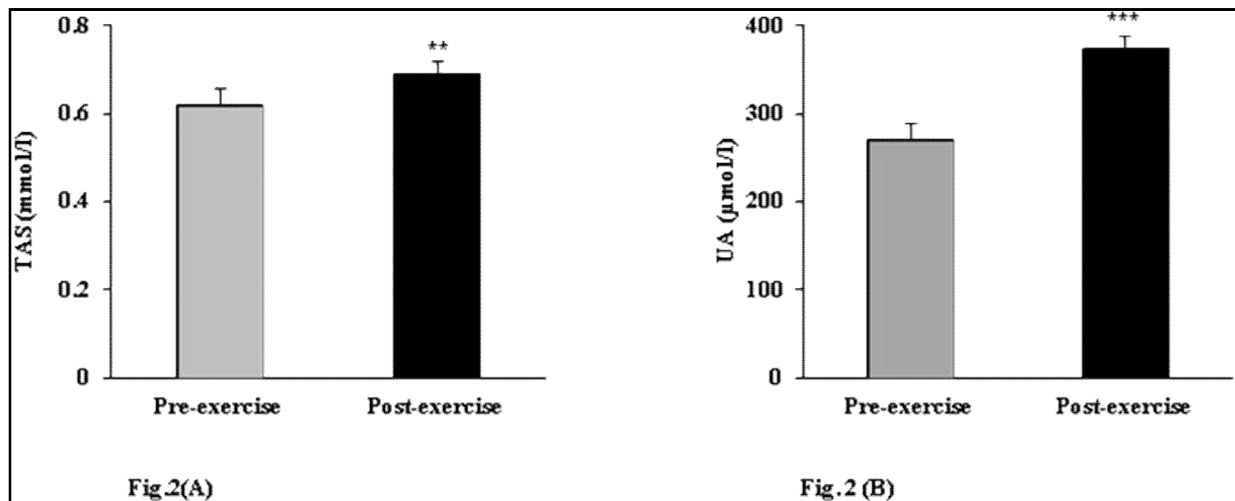 0.8
**
0.6
0.4
0.2
0
TAS (mmol/l)
Pre-exercise
Post-exercise
Fig.2(A)
400
***
300
200
100
0
UA (µmol/l)
Pre-exercise
Post-exercise
Fig. 2 (B)